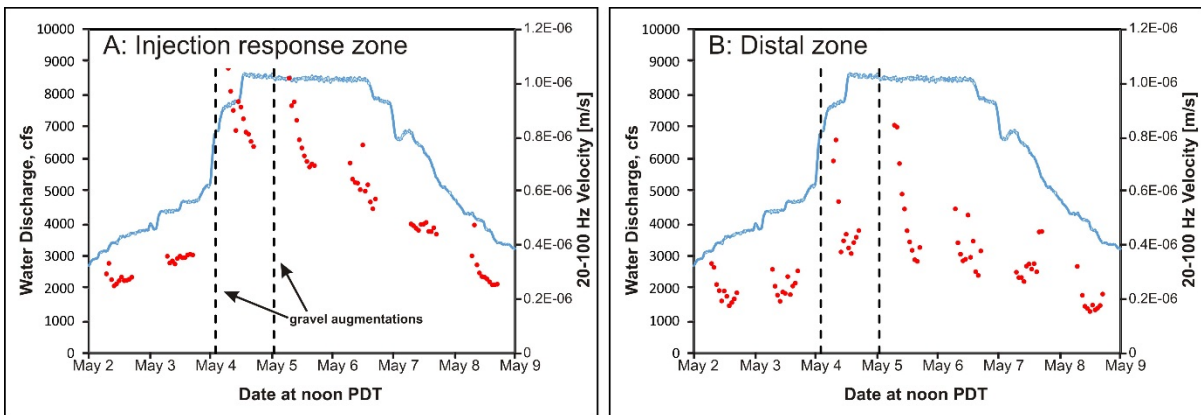 A: Injection response zone
10000
9000
8000
7000
6000
5000
4000
3000
2000
1000
0
Water Discharge, cfs
1.2E-06
1.0E-06
0.8E-06
0.6E-06
0.4E-06
0.2E-06
0
20-100 Hz Velocity [m/s]
gravel augmentations
May 2 May 3 May 4 May 5 May 6 May 7 May 8 May 9
Date at noon PDT
B: Distal zone
10000
9000
8000
7000
6000
5000
4000
3000
2000
1000
0
Water Discharge, cfs
1.2E-06
1.0E-06
0.8E-06
0.6E-06
0.4E-06
0.2E-06
0
20-100 Hz Velocity [m/s]
May 2 May 3 May 4 May 5 May 6 May 7 May 8 May 9
Date at noon PDT